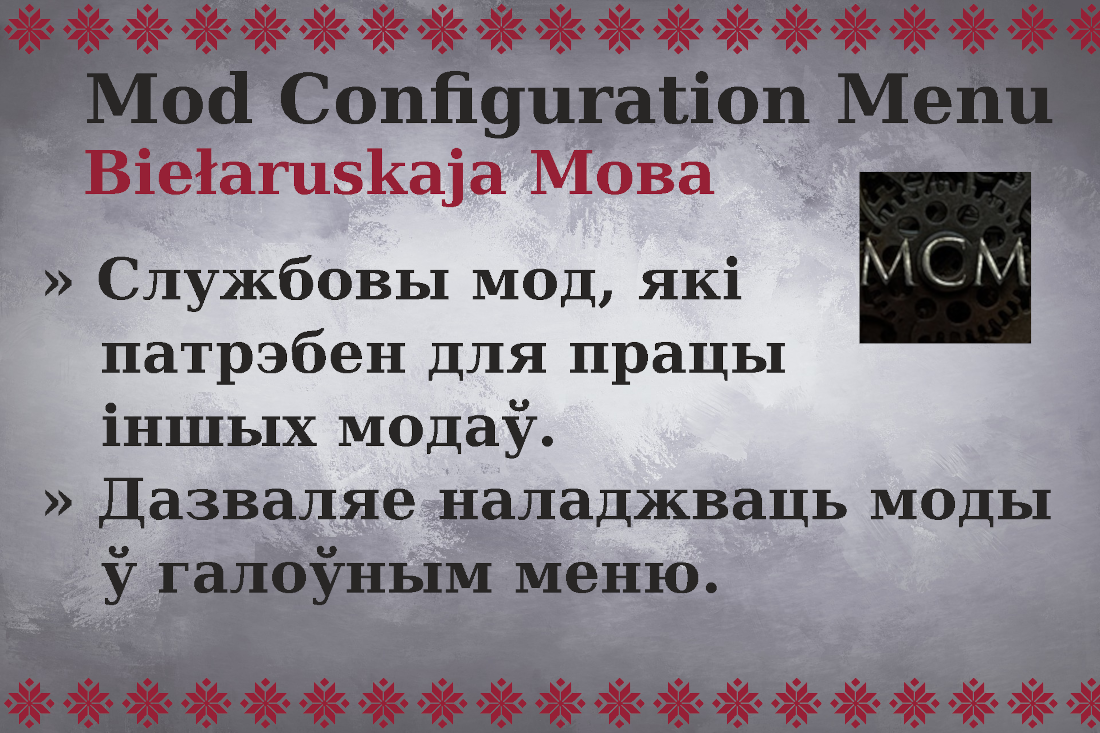 Mod Configuration Menu
Biełaruskaja Мова
» Службовы мод, які
патрэбен для працы
іншых модаў.
» Дазваляе наладжваць моды
ў галоўным меню.
MCM